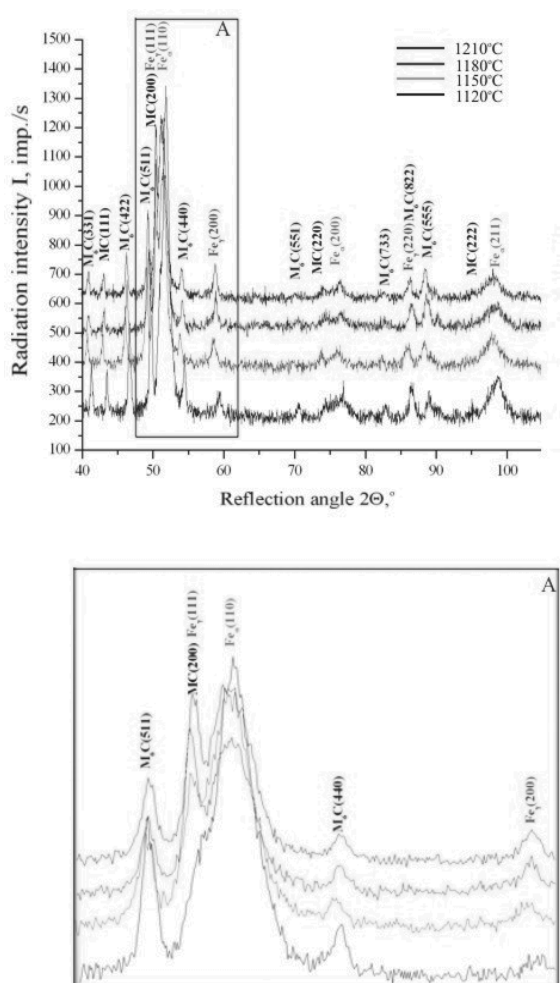 A
1210°C
1180°C
1150°C
1120°C
Radiation intensity I, imp./s
1500
1400
1300
1200
1100
1000
900
800
700
600
500
400
300
200
100
M₆C(331)
MC(111)
M₆C(422)
M₆C(511)
MC(200)
Feγ(111)
Feα(110)
M₆C(440)
Feγ(200)
M₆C(551)
MC(220)
Feα(200)
M₆C(733)
Feγ(220)
M₆C(822)
M₆C(555)
MC(222)
Feα(211)
40 50 60 70 80 90 100
Reflection angle 2Θ,°
A
M₆C(511)
MC(200)
Feγ(111)
Feα(110)
M₆C(440)
Feγ(200)